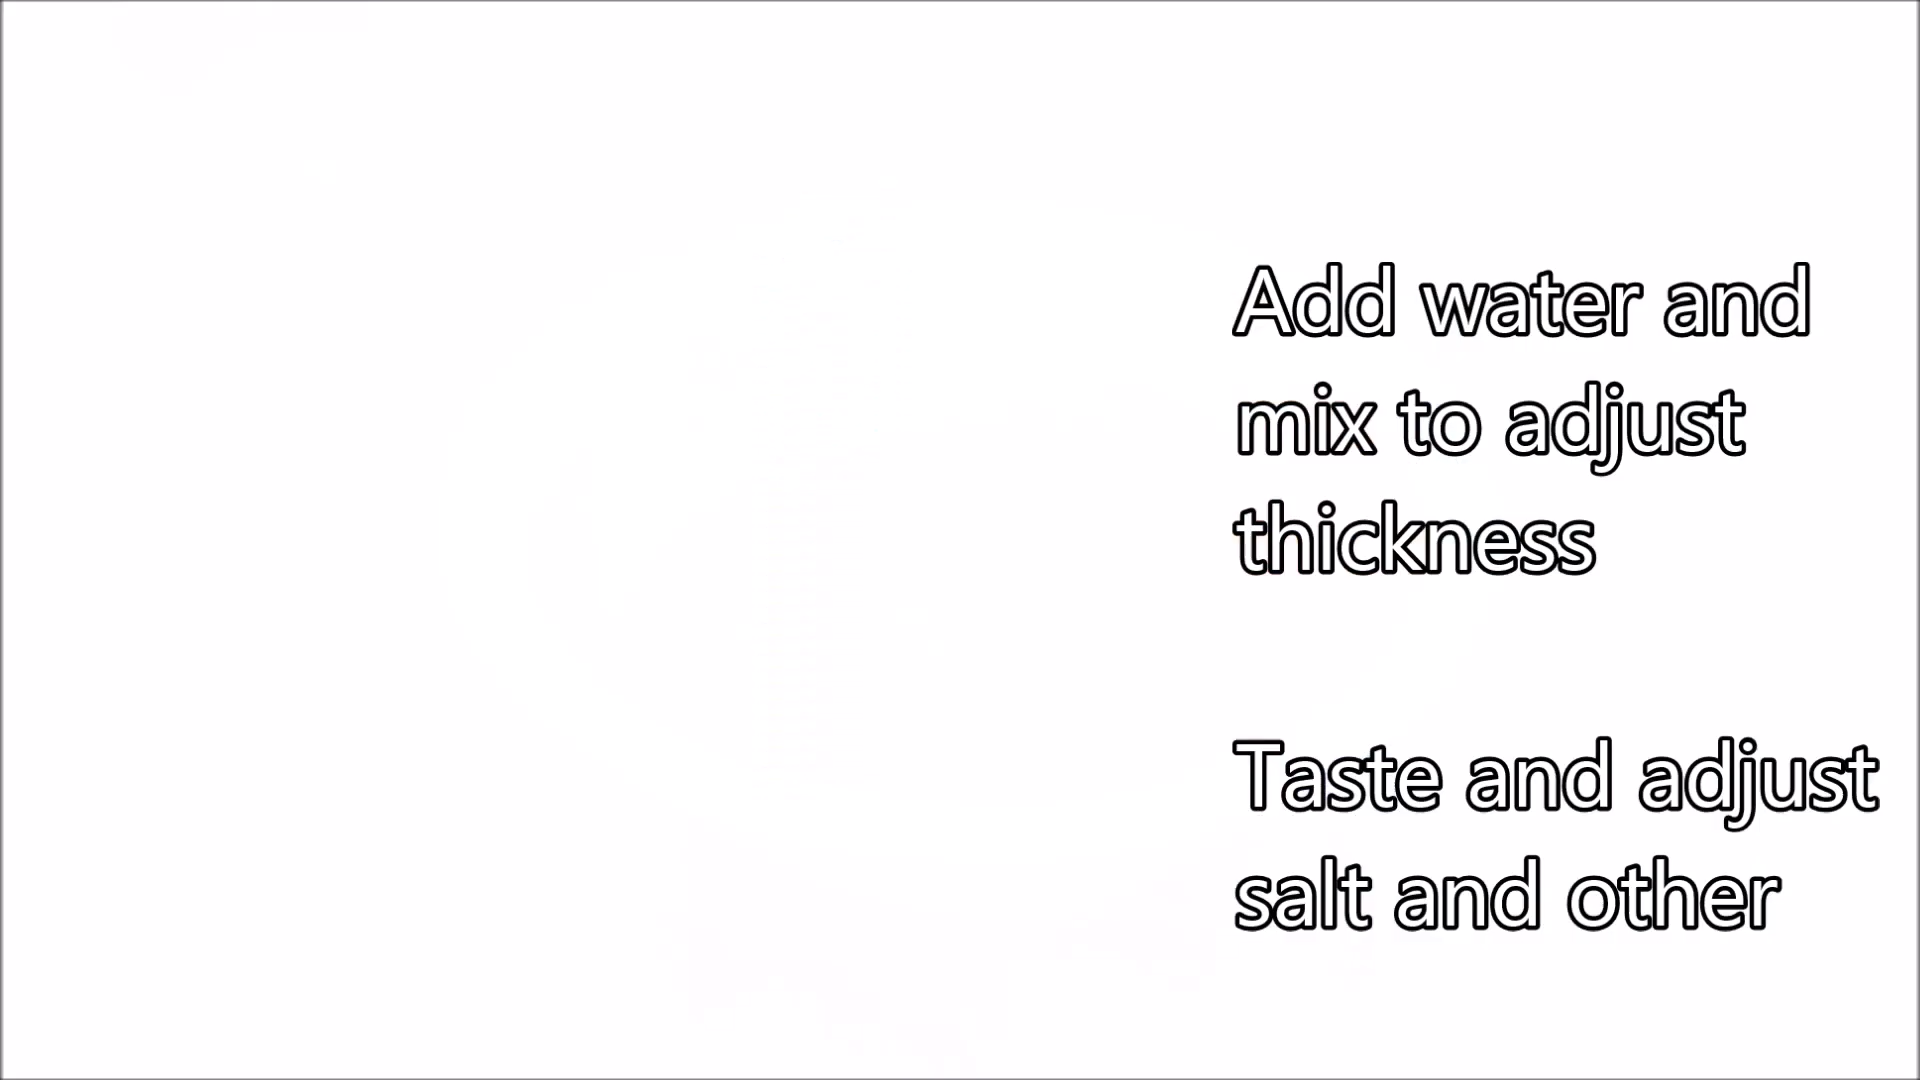 Add water and
mix to adjust
thickness
Taste and adjust
salt and other